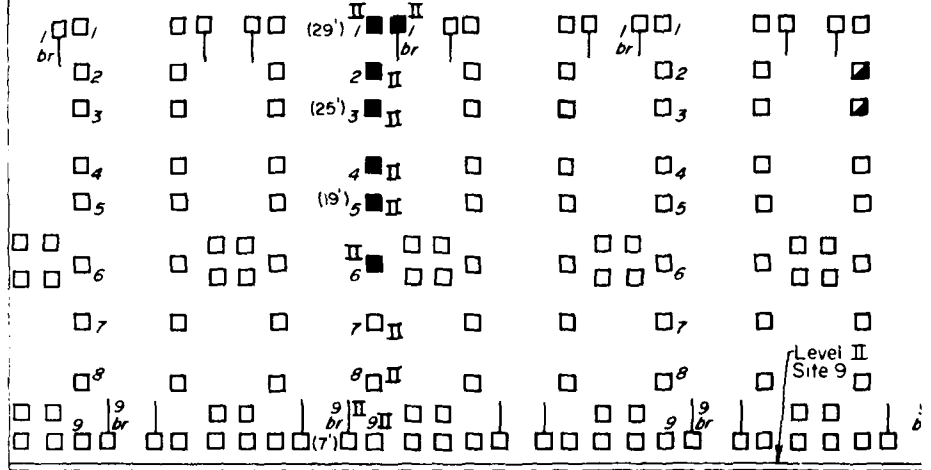 II II
1 br 1 (29') 1 1 br 1 br 1
2 2 II 2
3 (25') 3 II 3
4 4 II 4
5 (19') 5 II 5
II
6 6 6
7 7 II 7
Level II
8 8 II 8
Site 9
9 br 9 br II 9 br
9 (7') 9 II 9